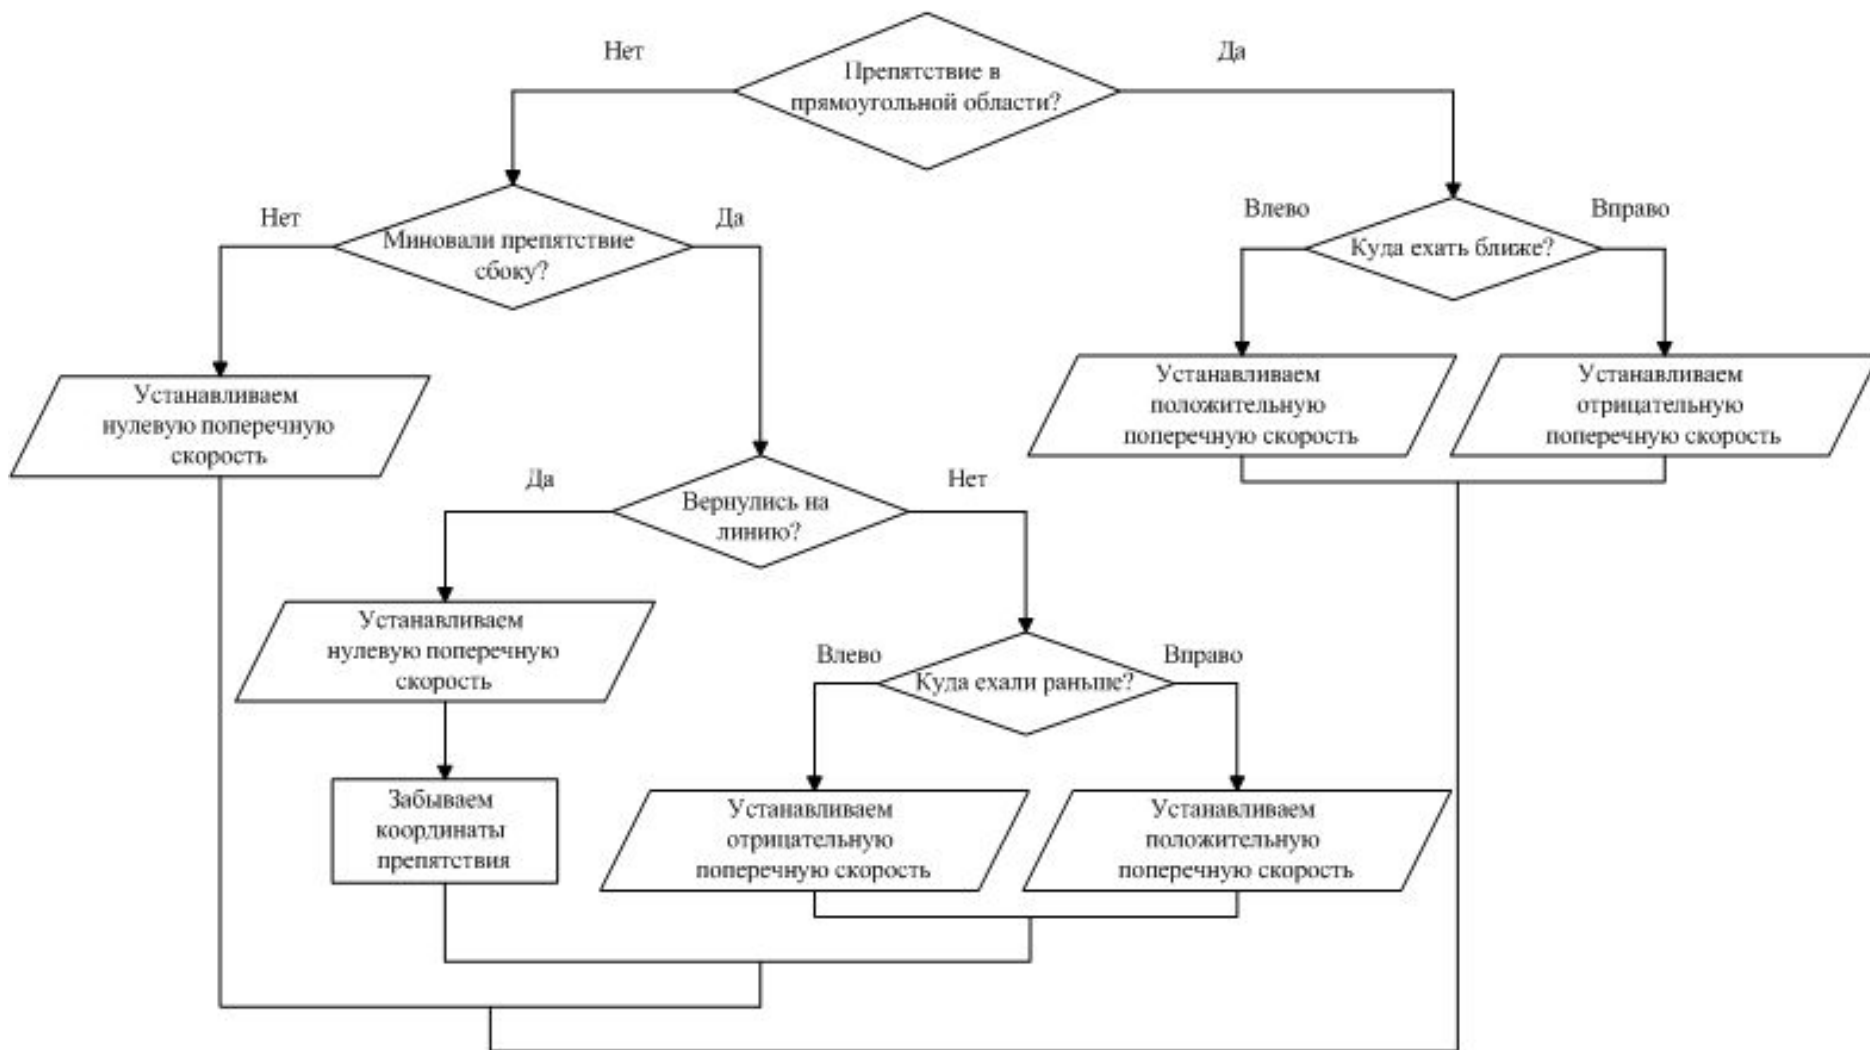 Нет
Да
Препятствие в
прямоугольной области?
Нет
Да
Миновали препятствие
сбоку?
Влево
Вправо
Куда ехать ближе?
Устанавливаем
нулевую поперечную
скорость
Устанавливаем
положительную
поперечную скорость
Устанавливаем
отрицательную
поперечную скорость
Да
Нет
Вернулись на
линию?
Устанавливаем
нулевую поперечную
скорость
Влево
Вправо
Куда ехали раньше?
Забываем
координаты
препятствия
Устанавливаем
отрицательную
поперечную скорость
Устанавливаем
положительную
поперечную скорость